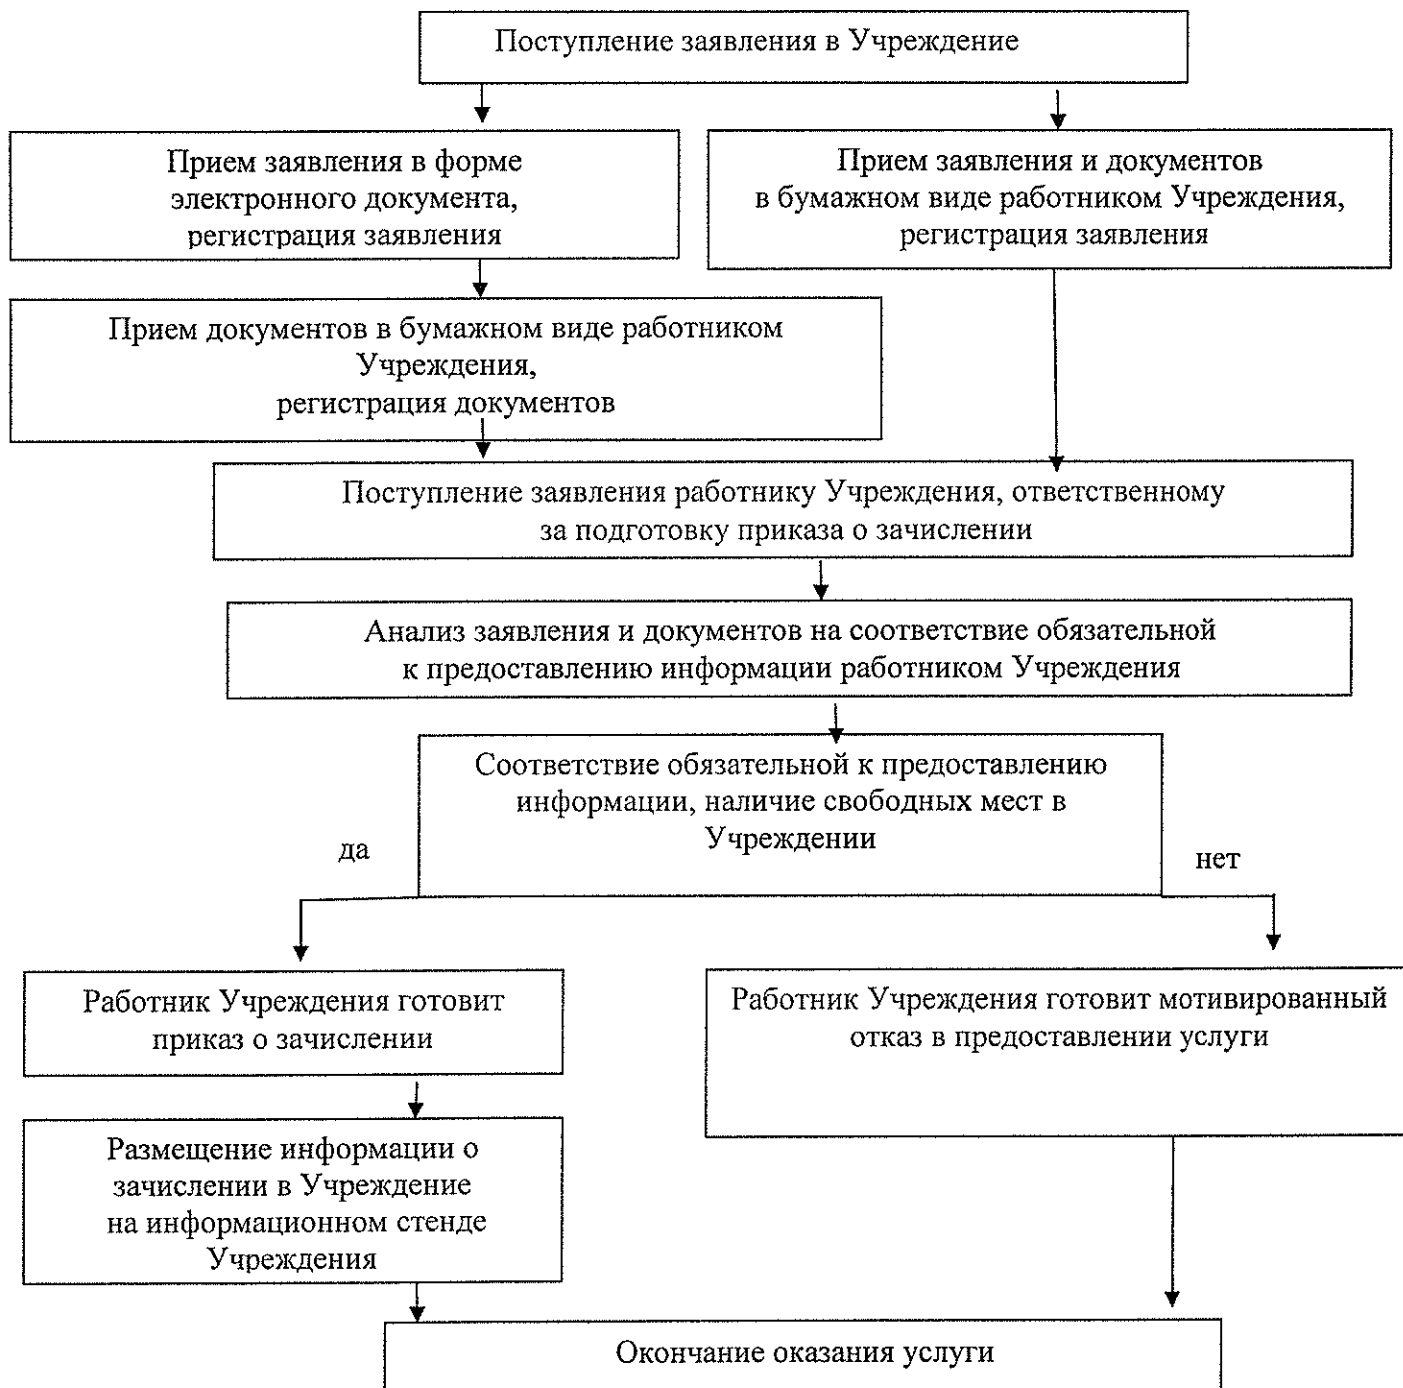 Поступление заявления в Учреждение
Прием заявления в форме
электронного документа,
регистрация заявления
Прием заявления и документов
в бумажном виде работником Учреждения,
регистрация заявления
Прием документов в бумажном виде работником
Учреждения,
регистрация документов
Поступление заявления работнику Учреждения, ответственному
за подготовку приказа о зачислении
Анализ заявления и документов на соответствие обязательной
к предоставлению информации работником Учреждения
Соответствие обязательной к предоставлению
информации, наличие свободных мест в
Учреждении
да
нет
Работник Учреждения готовит
приказ о зачислении
Работник Учреждения готовит мотивированный
отказ в предоставлении услуги
Размещение информации о
зачислении в Учреждение
на информационном стенде
Учреждения
Окончание оказания услуги